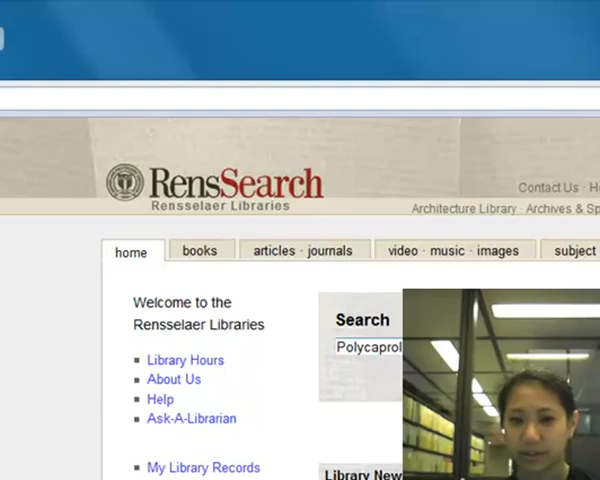 RensSearch
Rensselaer Libraries
Contact Us ·
Architecture Library · Archives & Sp
home
books
articles · journals
video · music · images
subject
Welcome to the
Rensselaer Libraries
Library Hours
About Us
Help
Ask-A-Librarian
My Library Records
Search
Polycaprol
Library New